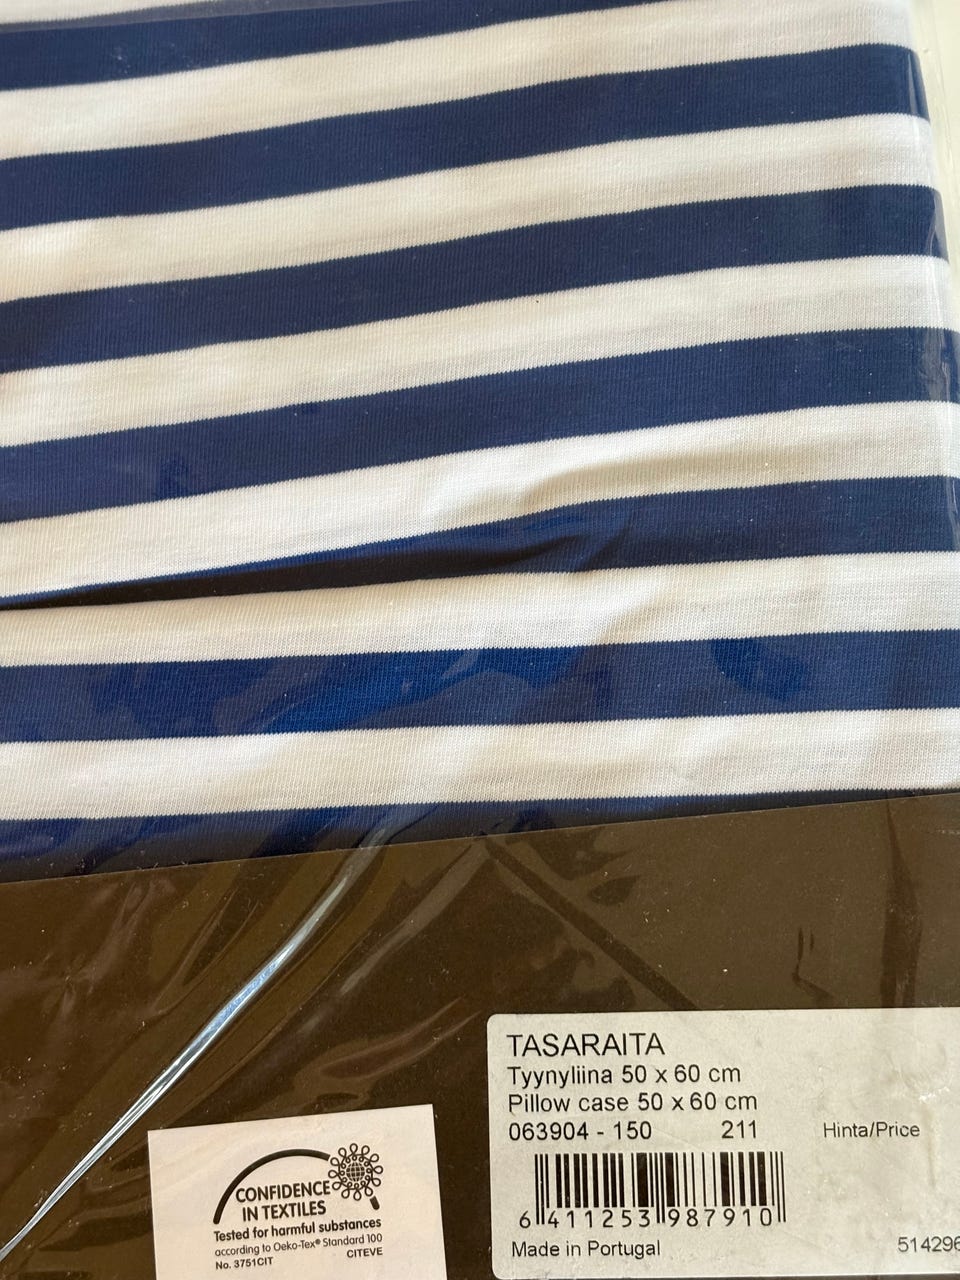 TASARAITA
Tyynyliina 50 x 60 cm
Pillow case 50 x 60 cm
063904 - 150 211 Hinta/Price
6 411253 987910
Made in Portugal 514296
CONFIDENCE
IN TEXTILES
Tested for harmful substances
according to Oeko-Tex® Standard 100
No. 3751CIT CITEVE